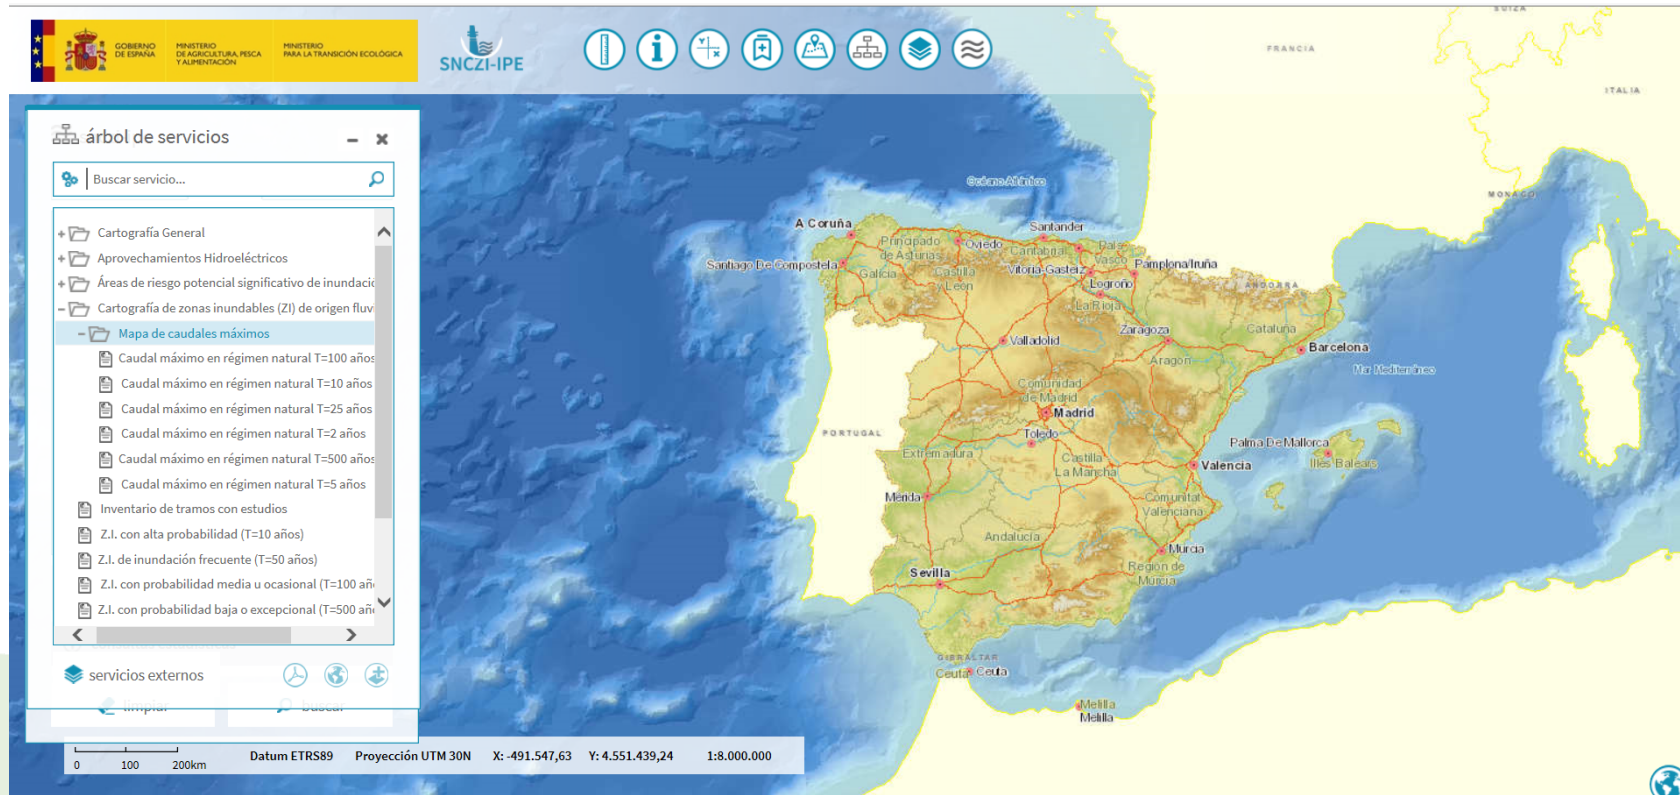 GOBIERNO
DE ESPAÑA
MINISTERIO
DE AGRICULTURA, PESCA
Y ALIMENTACIÓN
MINISTERIO
PARA LA TRANSICIÓN ECOLÓGICA
SNCZI-IPE
árbol de servicios
Buscar servicio...
Cartografía General
Aprovechamientos Hidroeléctricos
Áreas de riesgo potencial significativo de inundació
Cartografía de zonas inundables (ZI) de origen fluv
Mapa de caudales máximos
Caudal máximo en régimen natural T=100 años
Caudal máximo en régimen natural T=10 años
Caudal máximo en régimen natural T=25 años
Caudal máximo en régimen natural T=2 años
Caudal máximo en régimen natural T=500 años
Caudal máximo en régimen natural T=5 años
Inventario de tramos con estudios
Z.I. con alta probabilidad (T=10 años)
Z.I. de inundación frecuente (T=50 años)
Z.I. con probabilidad media u ocasional (T=100 añ
Z.I. con probabilidad baja o excepcional (T=500 añ
servicios externos
limpiar
buscar
0 100 200km
Datum ETRS89 Proyección UTM 30N X: -491.547,63 Y: 4.551.439,24 1:8.000.000
SUIZA
FRANCIA
ITALIA
MONACO
Océano Atlántico
A Coruña
Santander
Principado
de Asturias
Oviedo
Cantabria
País
Vasco
Santiago De Compostela
Galicia
Castilla
y León
Vitoria-Gasteiz
Pamplona/Iruña
Logroño
La Rioja
ANDORRA
Zaragoza
Cataluña
Valladolid
Barcelona
Aragón
Mar Mediterráneo
Comunidad
de Madrid
Madrid
PORTUGAL
Toledo
Palma De Mallorca
Extremadura
Castilla
La Mancha
Valencia
Illes Balears
Mérida
Comunitat
Valenciana
Andalucía
Murcia
Sevilla
Región de
Murcia
GIBRALTAR
Ceuta
Ceuta
Melilla
Melilla